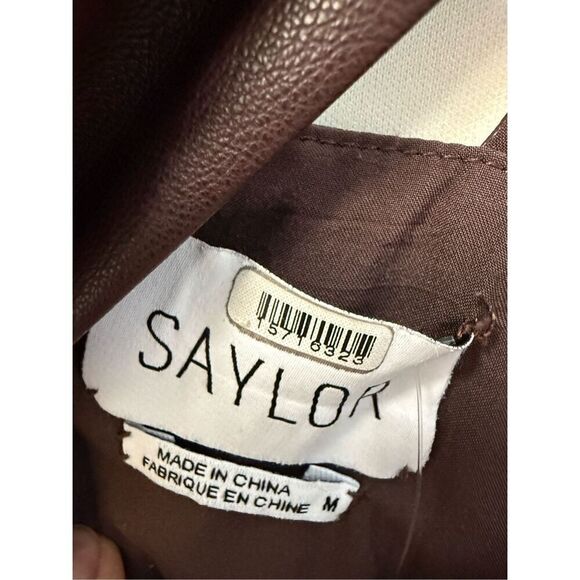 15716323
SAYLOR
MADE IN CHINA
FABRIQUE EN CHINE
M